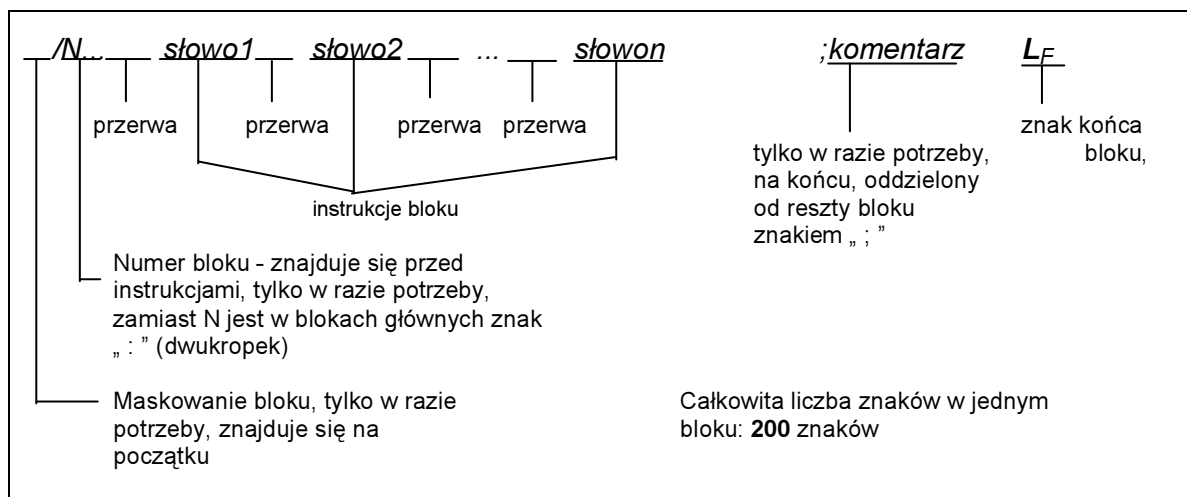 /N... słowo1 słowo2 ... słowon ;komentarz LF
przerwa przerwa przerwa przerwa znak końca
bloku,
tylko w razie potrzeby,
na końcu, oddzielony
od reszty bloku
znakiem „ ; ”
instrukcje bloku
Numer bloku - znajduje się przed
instrukcjami, tylko w razie potrzeby,
zamiast N jest w blokach głównych znak
„ : ” (dwukropek)
Maskowanie bloku, tylko w razie
potrzeby, znajduje się na
początku
Całkowita liczba znaków w jednym
bloku: 200 znaków